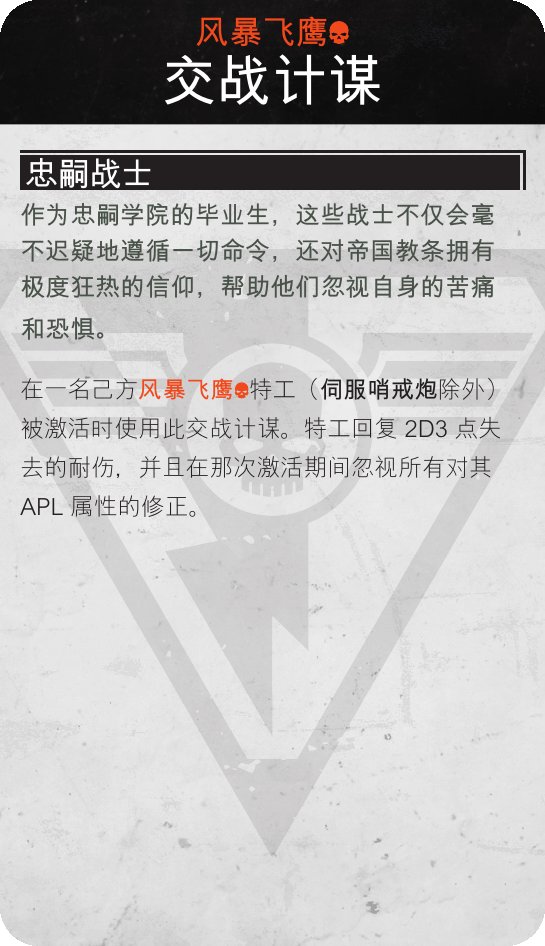 风暴飞鹰
交战计谋
忠嗣战士
作为忠嗣学院的毕业生，这些战士不仅会毫
不迟疑地遵循一切命令，还对帝国教条拥有
极度狂热的信仰，帮助他们忽视自身的苦痛
和恐惧。
在一名己方风暴飞鹰特工（伺服哨戒炮除外）
被激活时使用此交战计谋。特工回复 2D3 点失
去的耐伤，并且在那次激活期间忽视所有对其
APL 属性的修正。